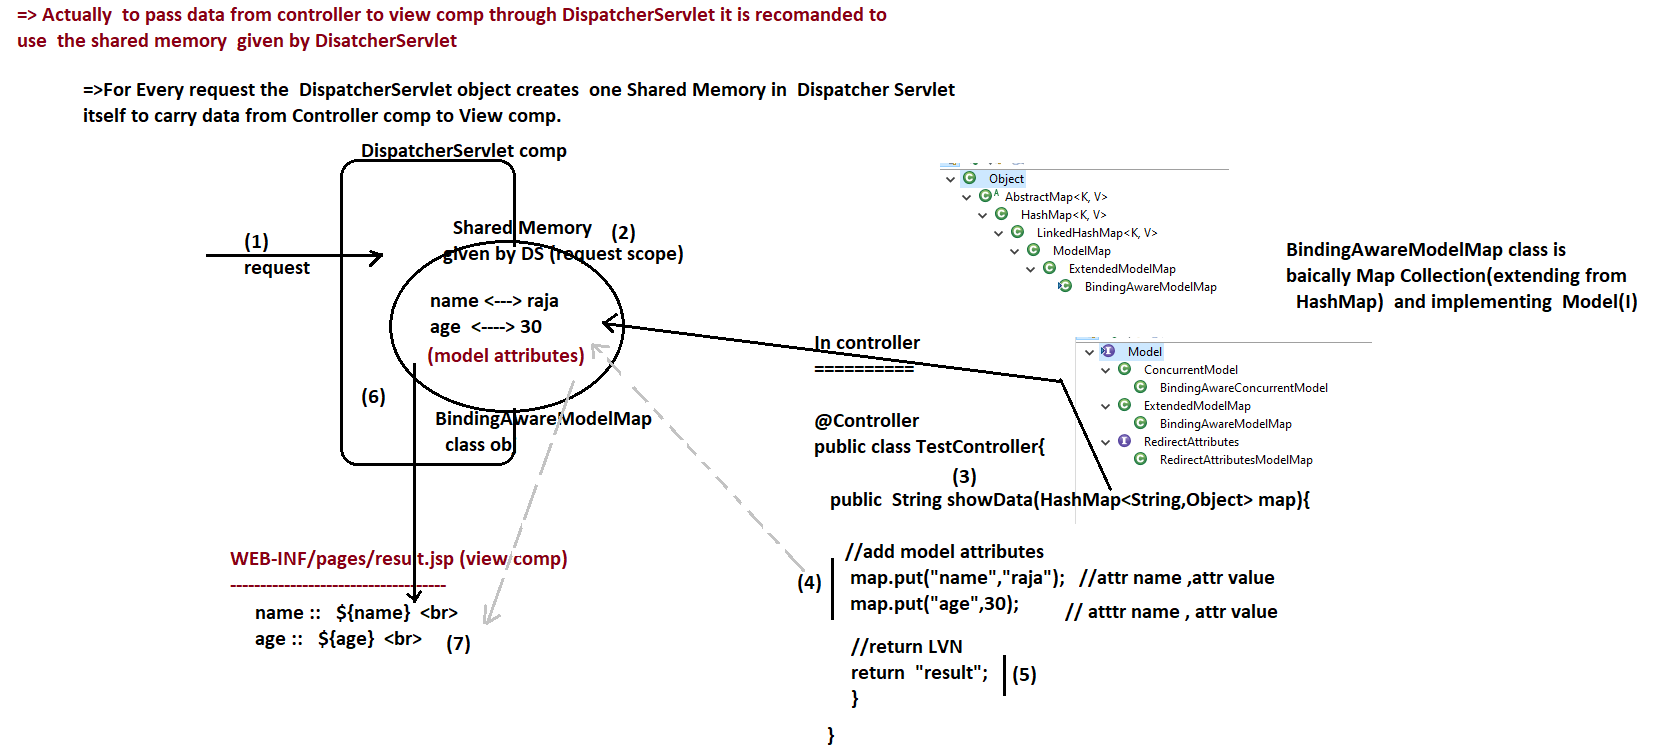 => Actually  to pass data from controller to view comp through DispatcherServlet it is recomanded to
use  the shared memory  given by DisatcherServlet
=>For Every request the  DispatcherServlet object creates  one Shared Memory in  Dispatcher Servlet
itself to carry data from Controller comp to View comp.
DispatcherServlet comp
(1)
request
Shared Memory (2)
given by DS (request scope)
name <---> raja
age  <----> 30
(model attributes)
(6)
BindingAwareModelMap
class obj
Object
AbstractMap<K, V>
HashMap<K, V>
LinkedHashMap<K, V>
ModelMap
ExtendedModelMap
BindingAwareModelMap
BindingAwareModelMap class is
baically Map Collection(extending from
HashMap)  and implementing  Model(I)
Model
ConcurrentModel
BindingAwareConcurrentModel
ExtendedModelMap
BindingAwareModelMap
RedirectAttributes
RedirectAttributesModelMap
In controller
==========
@Controller
public class TestController{
(3)
public  String showData(HashMap<String,Object> map){
//add model attributes
(4) map.put("name","raja");  //attr name ,attr value
map.put("age",30);  // atttr name , attr value
//return LVN
return  "result"; (5)
}
}
WEB-INF/pages/result.jsp (view comp)
------------------------------------
name ::  ${name}  <br>
age ::  ${age}  <br> (7)